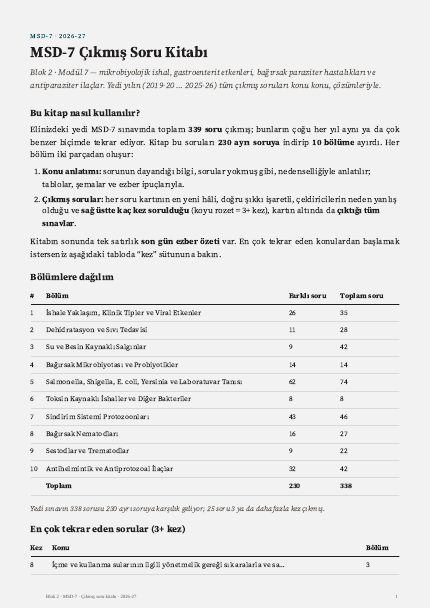 MSD-7 · 2026-27
MSD-7 Çıkmış Soru Kitabı
Blok 2 · Modül 7 — mikrobiyolojik ishal, gastroenterit etkenleri, bağırsak paraziter hastalıkları ve
antiparaziter ilaçlar. Yedi yılın (2019-20 ... 2025-26) tüm çıkmış soruları konu konu, çözümleriyle.
Bu kitap nasıl kullanılır?
Elinizdeki yedi MSD-7 sınavında toplam 339 soru çıkmış; bunların çoğu her yıl aynı ya da çok
benzer biçimde tekrar ediyor. Kitap bu soruları 230 ayrı soruya indirip 10 bölüme ayırdı. Her
bölüm iki parçadan oluşur:
1. Konu anlatımı: sorunun dayandığı bilgi, sorular yokmuş gibi, nedenselliğiyle anlatılır;
tablolar, şemalar ve ezber ipuçlarıyla.
2. Çıkmış sorular: her soru kartının en yeni hâli, doğru şıkkı işaretli, çeldiricilerin neden yanlış
olduğu ve sağ üstte kaç kez sorulduğu (koyu rozet = 3+ kez), kartın altında da çıktığı tüm
sınavlar.
Kitabın sonunda tek satırlık son gün ezber özeti var. En çok tekrar eden konulardan başlamak
isterseniz aşağıdaki tabloda “kez” sütununa bakın.
Bölümlere dağılım
# Bölüm Farklı soru Toplam soru
1 İshale Yaklaşım, Klinik Tipler ve Viral Etkenler 26 35
2 Dehidratasyon ve Sıvı Tedavisi 11 28
3 Su ve Besin Kaynaklı Salgınlar 9 42
4 Bağırsak Mikrobiyotası ve Probiyotikler 14 14
5 Salmonella, Shigella, E. coli, Yersinia ve Laboratuvar Tanısı 62 74
6 Toksin Kaynaklı İshaller ve Diğer Bakteriler 8 8
7 Sindirim Sistemi Protozoonları 43 46
8 Bağırsak Nematodları 16 27
9 Sestodlar ve Trematodlar 9 22
10 Antihelmintik ve Antiprotozoal İlaçlar 32 42
Toplam 230 338
Yedi sınavın 338 sorusu 230 ayrı soruya karşılık geliyor; 25 soru 3 ya da daha fazla kez çıkmış.
En çok tekrar eden sorular (3+ kez)
Kez Konu Bölüm
8 İçme ve kullanma sularının ilgili yönetmelik gereği sık aralarla ve sa... 3
Blok 2 · MSD-7 · Çıkmış soru kitabı · 2026-27 1